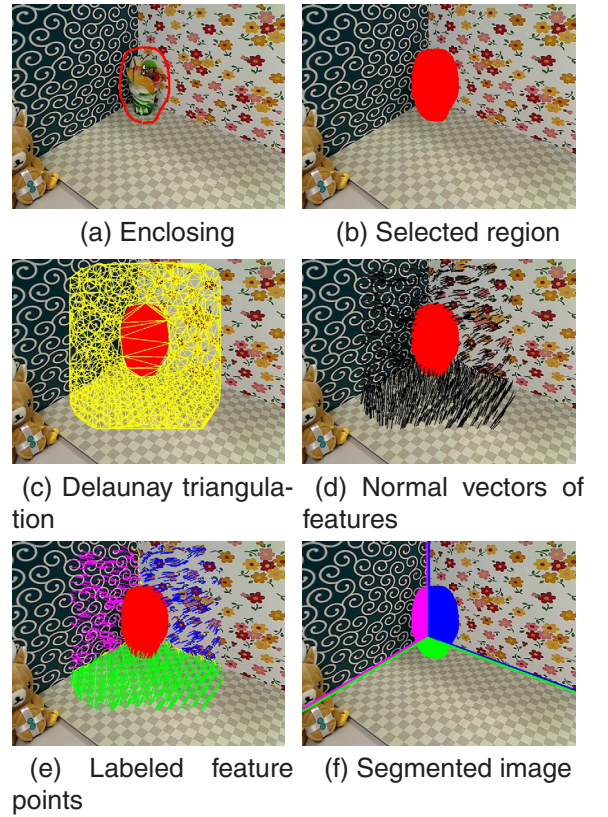 (a) Enclosing
(b) Selected region
(c) Delaunay triangula-
tion
(d) Normal vectors of
features
(e) Labeled feature
points
(f) Segmented image